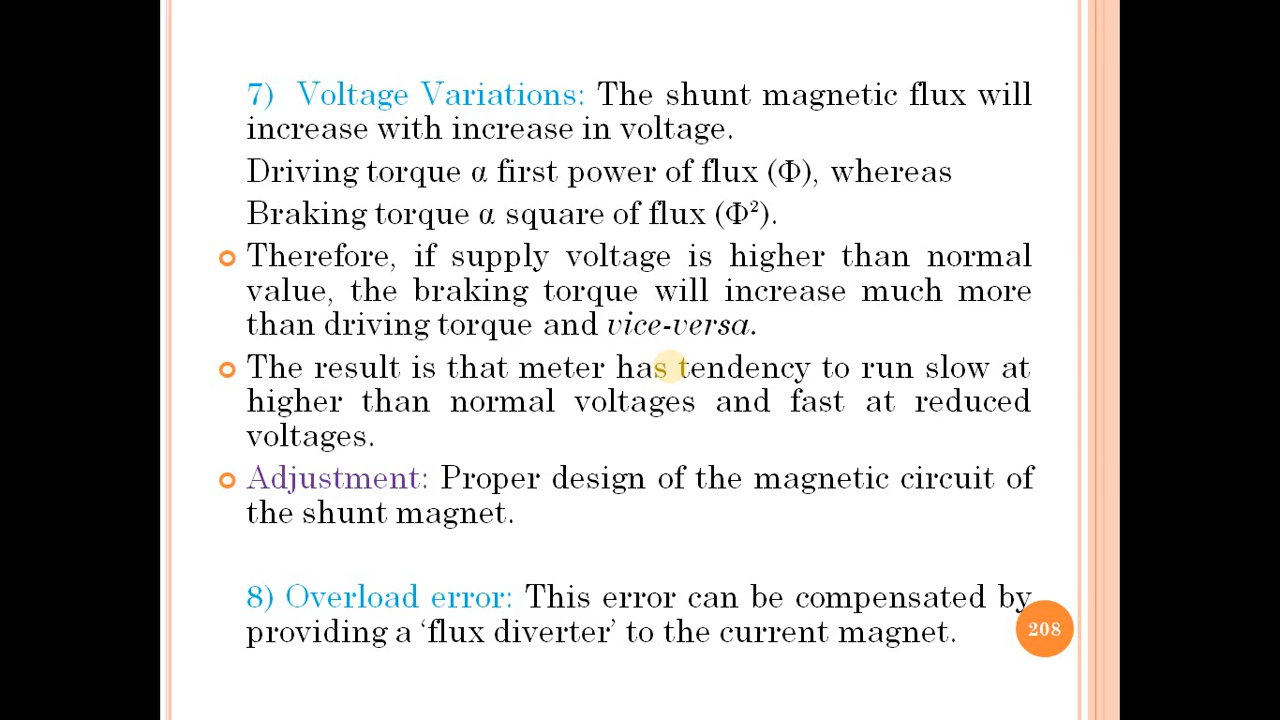 7) Voltage Variations: The shunt magnetic flux will
increase with increase in voltage.
Driving torque α first power of flux (Φ), whereas
Braking torque α square of flux (Φ²).
Therefore, if supply voltage is higher than normal
value, the braking torque will increase much more
than driving torque and vice-versa.
The result is that meter has tendency to run slow at
higher than normal voltages and fast at reduced
voltages.
Adjustment: Proper design of the magnetic circuit of
the shunt magnet.
8) Overload error: This error can be compensated by
providing a ‘flux diverter’ to the current magnet.
208